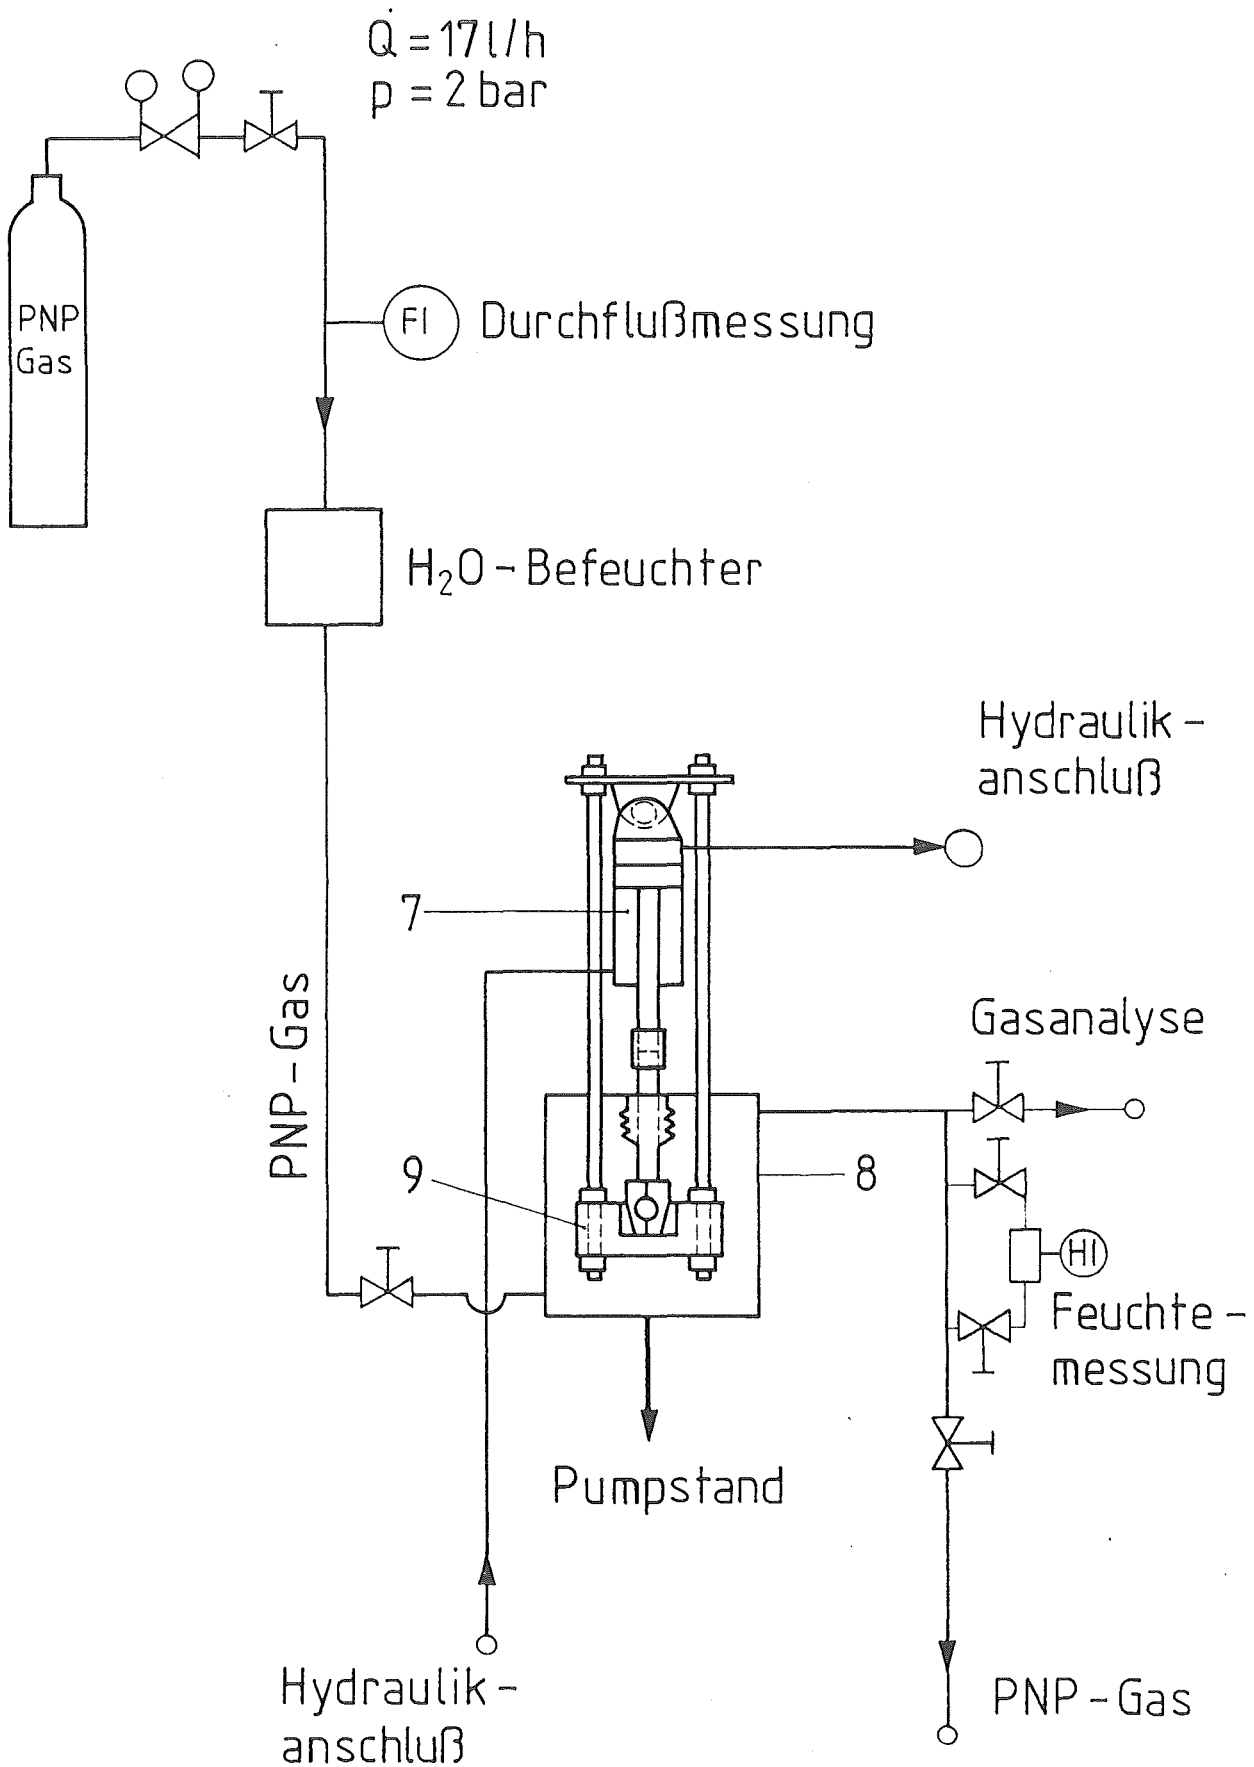 Q̇ = 17 l/h
p = 2 bar
PNP
Gas
FI
Durchflußmessung
H₂O - Befeuchter
Hydraulik -
anschluß
7
PNP - Gas
Gasanalyse
9
8
HI
Feuchte -
messung
Pumpstand
Hydraulik -
anschluß
PNP - Gas